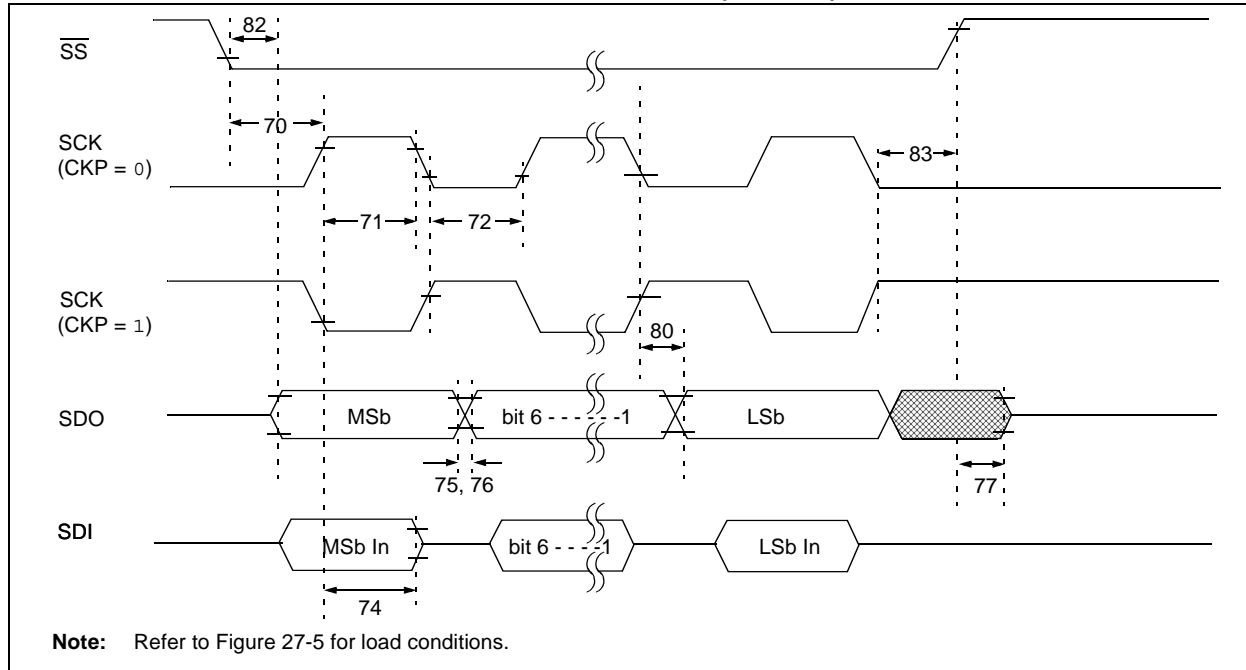 82
SS
70
SCK
(CKP = 0)
83
71
72
SCK
(CKP = 1)
80
SDO
MSb
bit 6 - - - - - -1
LSb
75, 76
77
SDI
MSb In
bit 6 - - - -1
LSb In
74
Note: Refer to Figure 27-5 for load conditions.